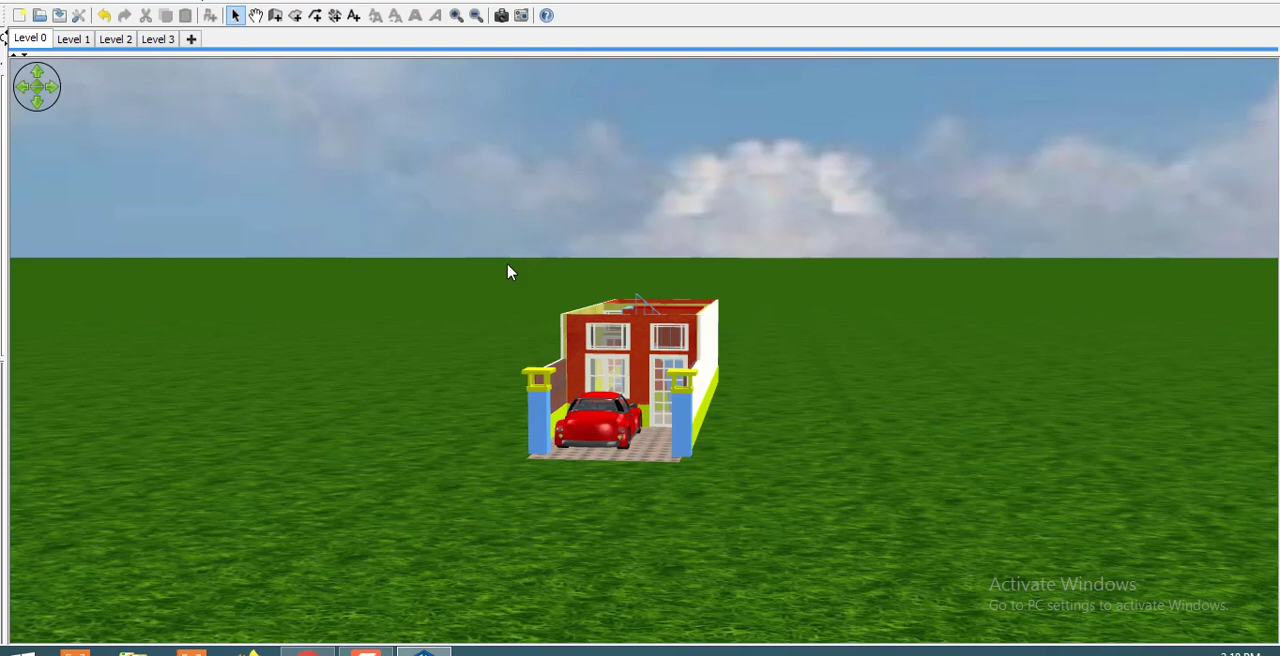 Level 0 Level 1 Level 2 Level 3
Activate Windows
Go to PC settings to activate Windows.